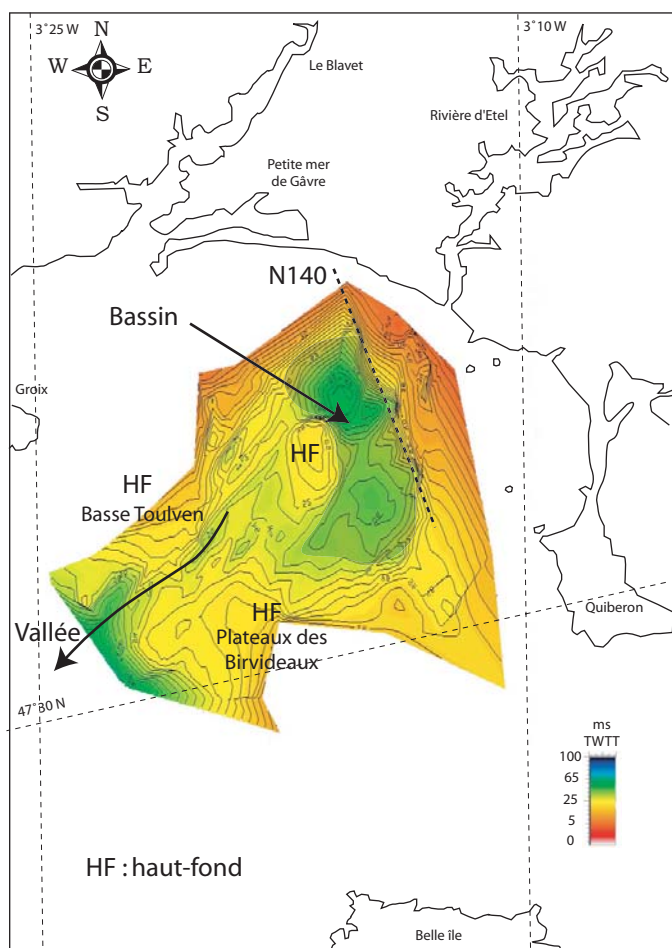 3°25 W
N
3°10 W
W E
S
Le Blavet
Rivière d'Etel
Petite mer
de Gâvre
N140
Bassin
Groix
HF
HF
Basse Toulven
HF
Plateaux des
Birvideaux
Vallée
Quiberon
47°30 N
ms
TWTT
100
65
25
5
0
HF : haut-fond
Belle île